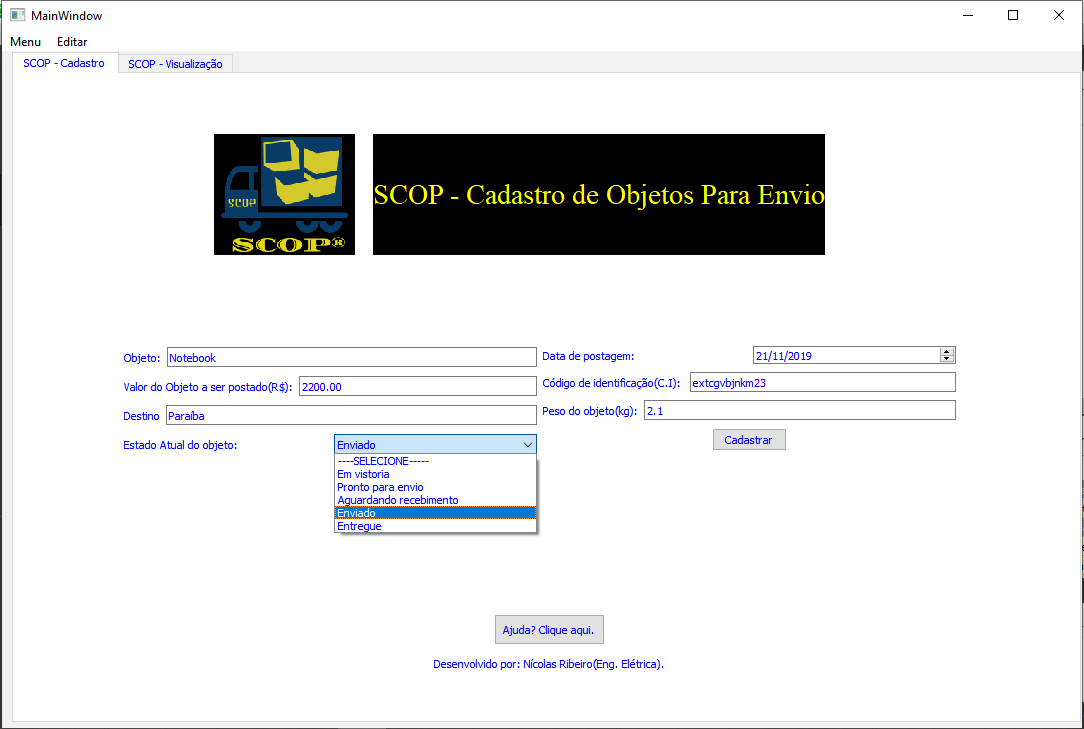 MainWindow
Menu Editar
SCOP - Cadastro SCOP - Visualização
SCOP
SCOP®
SCOP - Cadastro de Objetos Para Envio
Objeto: Notebook
Data de postagem: 21/11/2019
Valor do Objeto a ser postado(R$): 2200.00
Código de identificação(C.I): extcgvbjnkm23
Destino Paraíba
Peso do objeto(kg): 2.1
Estado Atual do objeto: Enviado
Cadastrar
----SELECIONE-----
Em vistoria
Pronto para envio
Aguardando recebimento
Enviado
Entregue
Ajuda? Clique aqui.
Desenvolvido por: Nícolas Ribeiro(Eng. Elétrica).